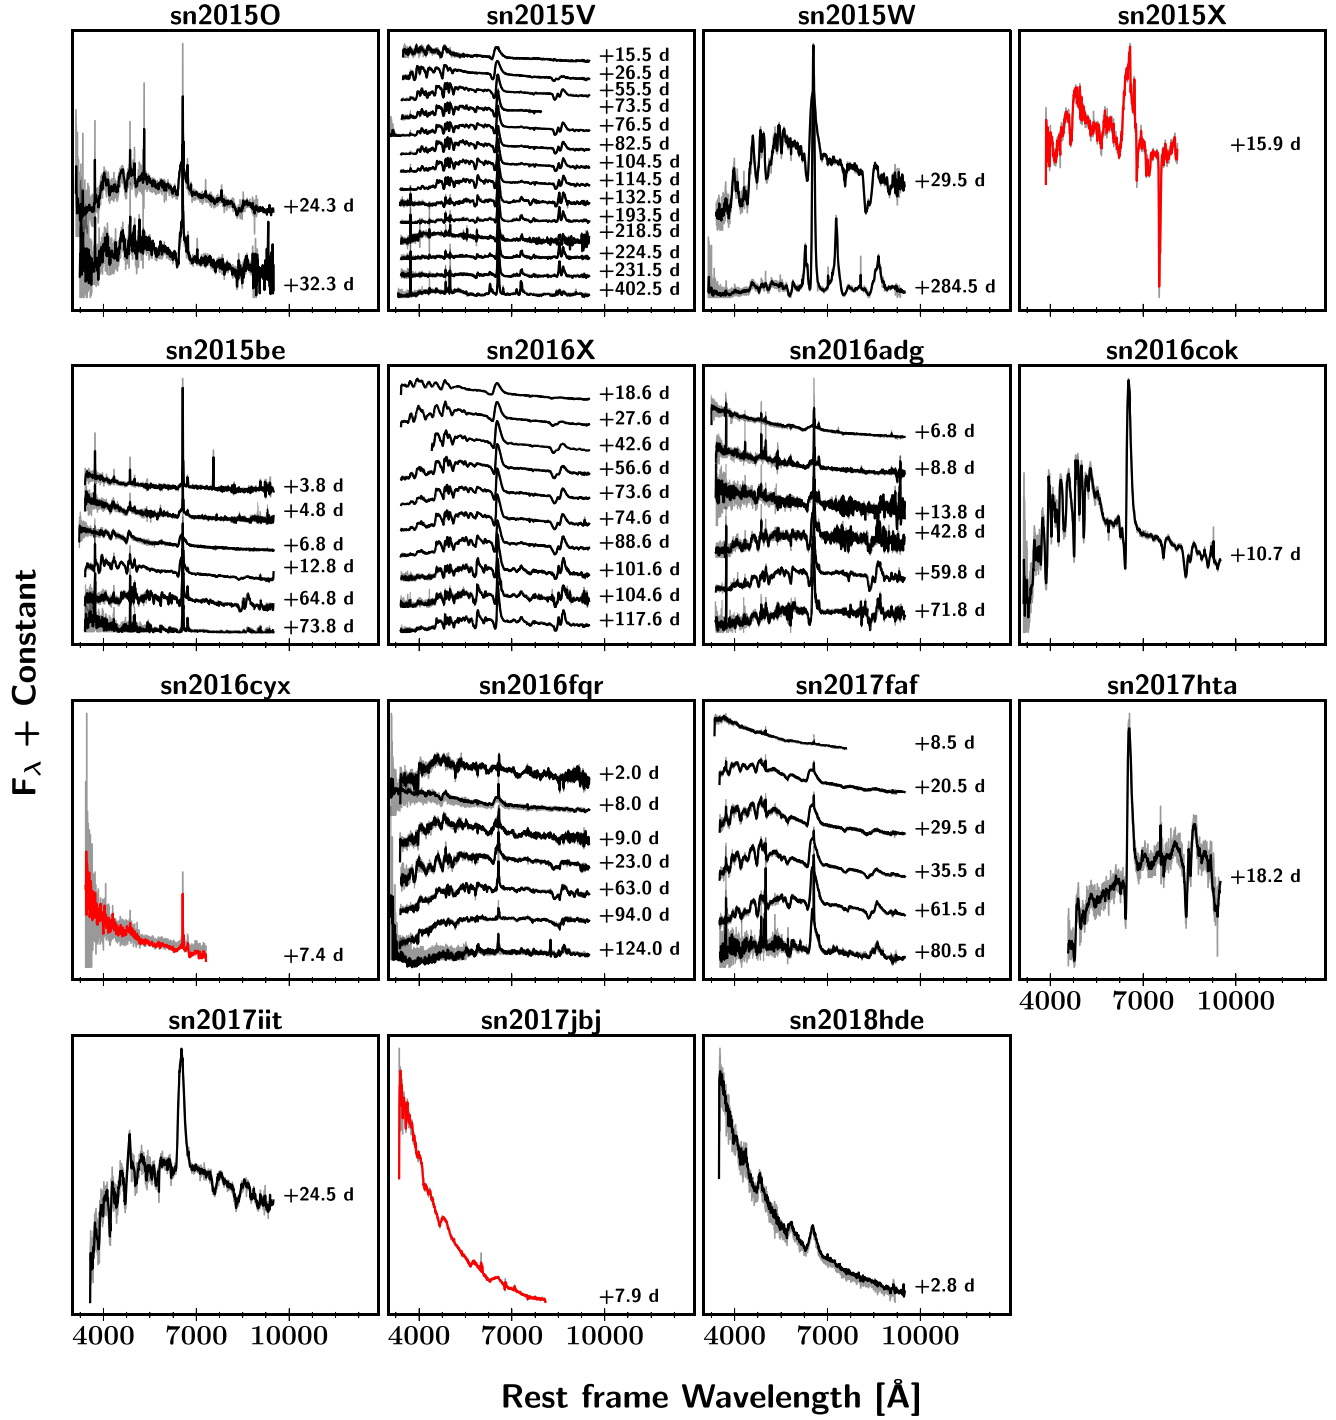 sn2015O
+24.3 d
+32.3 d
sn2015V
+15.5 d
+26.5 d
+55.5 d
+73.5 d
+76.5 d
+82.5 d
+104.5 d
+114.5 d
+132.5 d
+193.5 d
+218.5 d
+224.5 d
+231.5 d
+402.5 d
sn2015W
+29.5 d
+284.5 d
sn2015X
+15.9 d
sn2015be
+3.8 d
+4.8 d
+6.8 d
+12.8 d
+64.8 d
+73.8 d
sn2016X
+18.6 d
+27.6 d
+42.6 d
+56.6 d
+73.6 d
+74.6 d
+88.6 d
+101.6 d
+104.6 d
+117.6 d
sn2016adg
+6.8 d
+8.8 d
+13.8 d
+42.8 d
+59.8 d
+71.8 d
sn2016cok
+10.7 d
sn2016cyx
+7.4 d
sn2016fqr
+2.0 d
+8.0 d
+9.0 d
+23.0 d
+63.0 d
+94.0 d
+124.0 d
sn2017faf
+8.5 d
+20.5 d
+29.5 d
+35.5 d
+61.5 d
+80.5 d
sn2017hta
+18.2 d
4000 7000 10000
sn2017iit
+24.5 d
4000 7000 10000
sn2017jbj
+7.9 d
4000 7000 10000
sn2018hde
+2.8 d
4000 7000 10000
F_λ + Constant
Rest frame Wavelength [Å]